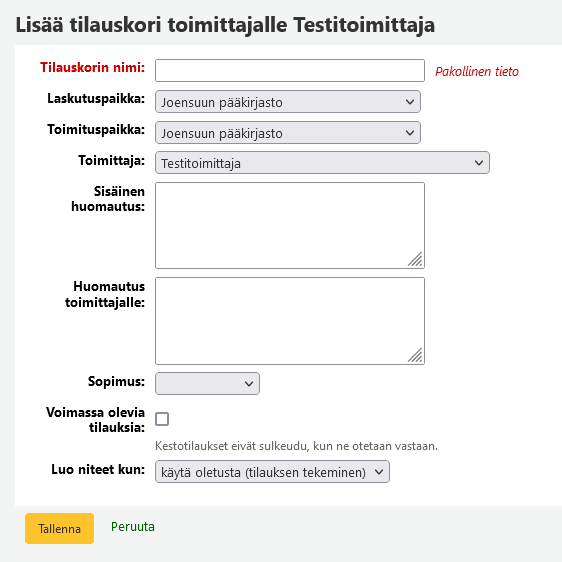 Lisää tilauskori toimittajalle Testitoimittaja
Tilauskorin nimi: Pakollinen tieto
Laskutuspaikka: Joensuun pääkirjasto
Toimituspaikka: Joensuun pääkirjasto
Toimittaja: Testitoimittaja
Sisäinen
huomautus:
Huomautus
toimittajalle:
Sopimus:
Voimassa olevia
tilauksia:
Kestotilaukset eivät sulkeudu, kun ne otetaan vastaan.
Luo niteet kun: käytä oletusta (tilauksen tekeminen)
Tallenna Peruuta